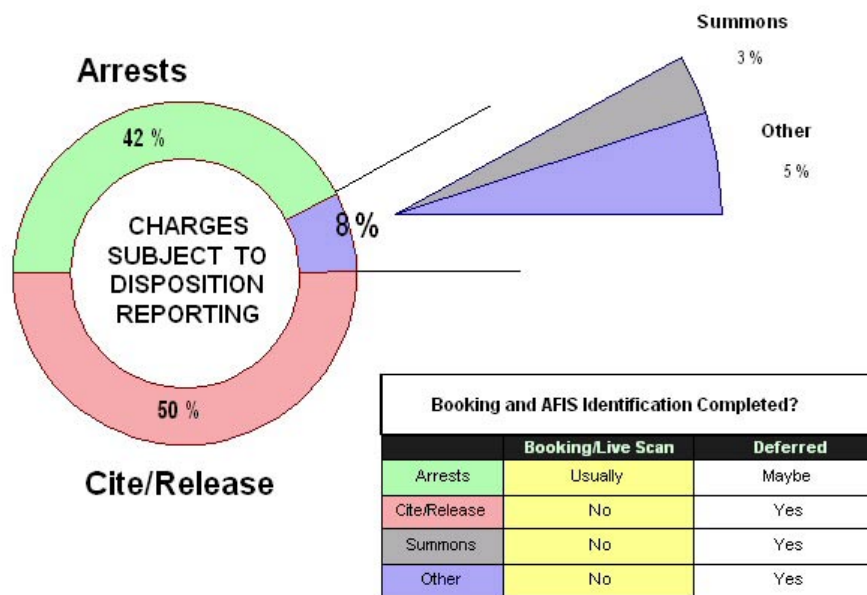 Summons
3 %
Arrests
Other
42 %
5 %
8 %
CHARGES
SUBJECT TO
DISPOSITION
REPORTING
50 %
Cite/Release
Booking and AFIS Identification Completed?
Booking/Live Scan Deferred
Arrests Usually Maybe
Cite/Release No Yes
Summons No Yes
Other No Yes